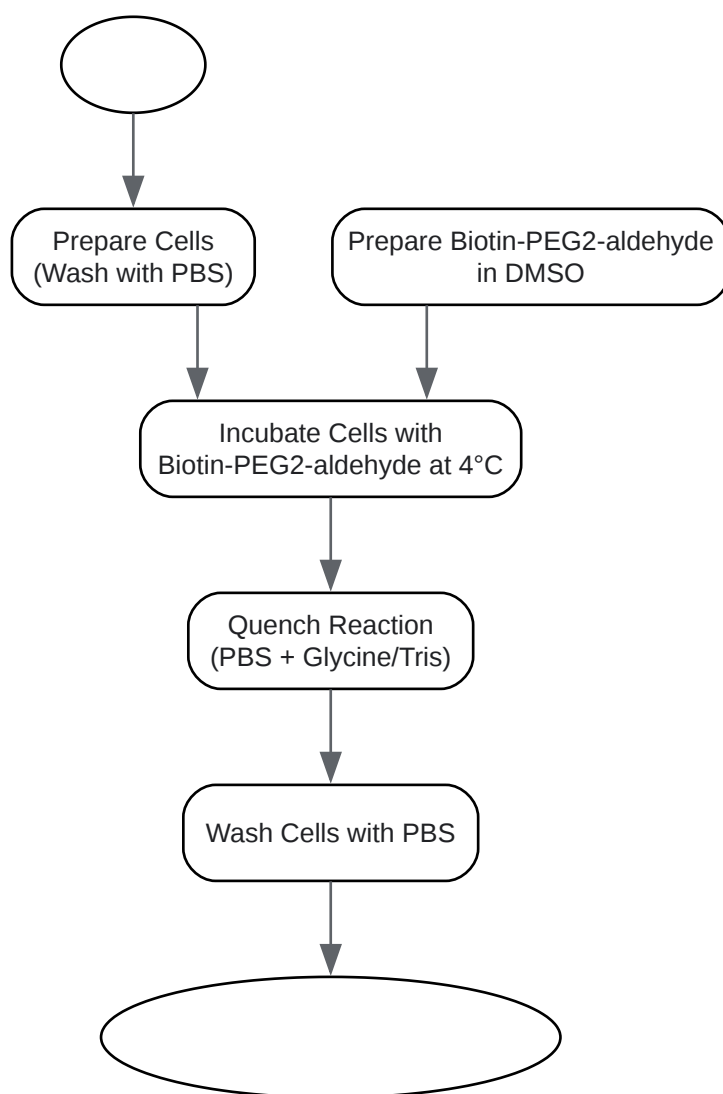 Prepare Cells
(Wash with PBS)
Prepare Biotin-PEG2-aldehyde
in DMSO
Incubate Cells with
Biotin-PEG2-aldehyde at 4°C
Quench Reaction
(PBS + Glycine/Tris)
Wash Cells with PBS